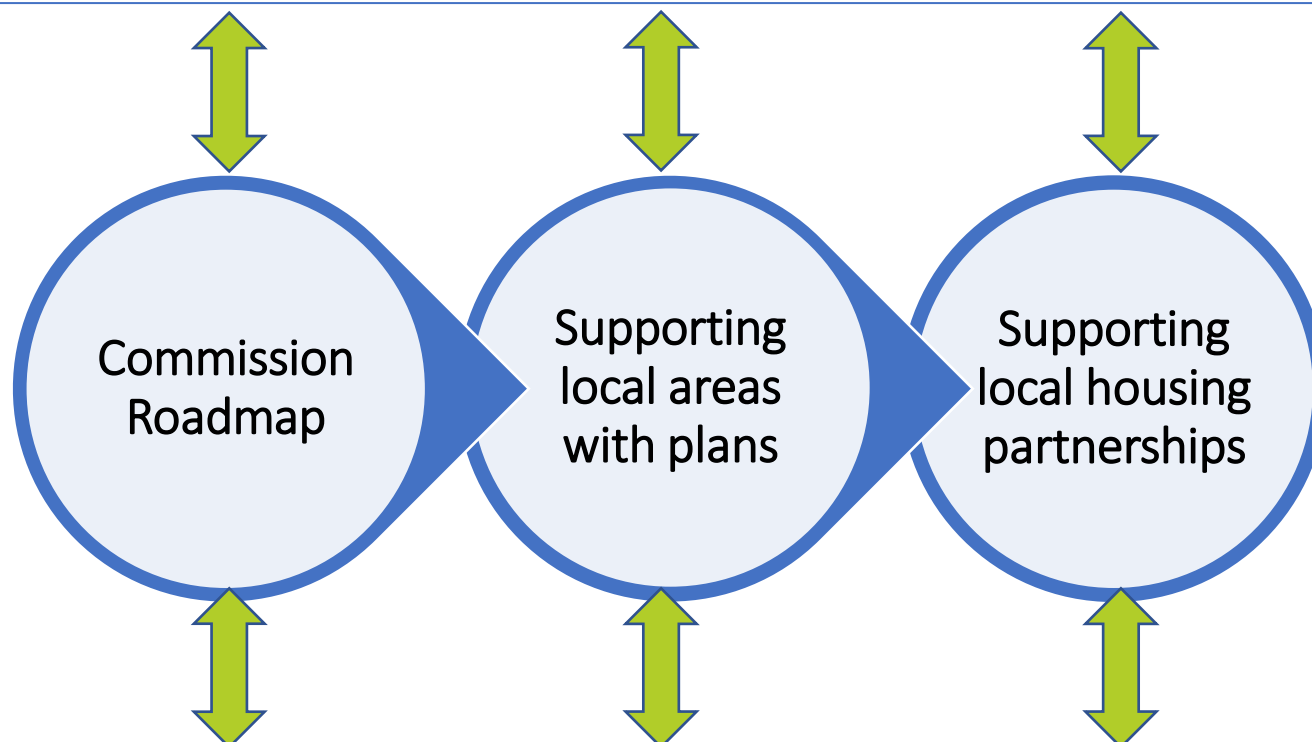 Commission
Roadmap
Supporting
local areas
with plans
Supporting
local housing
partnerships